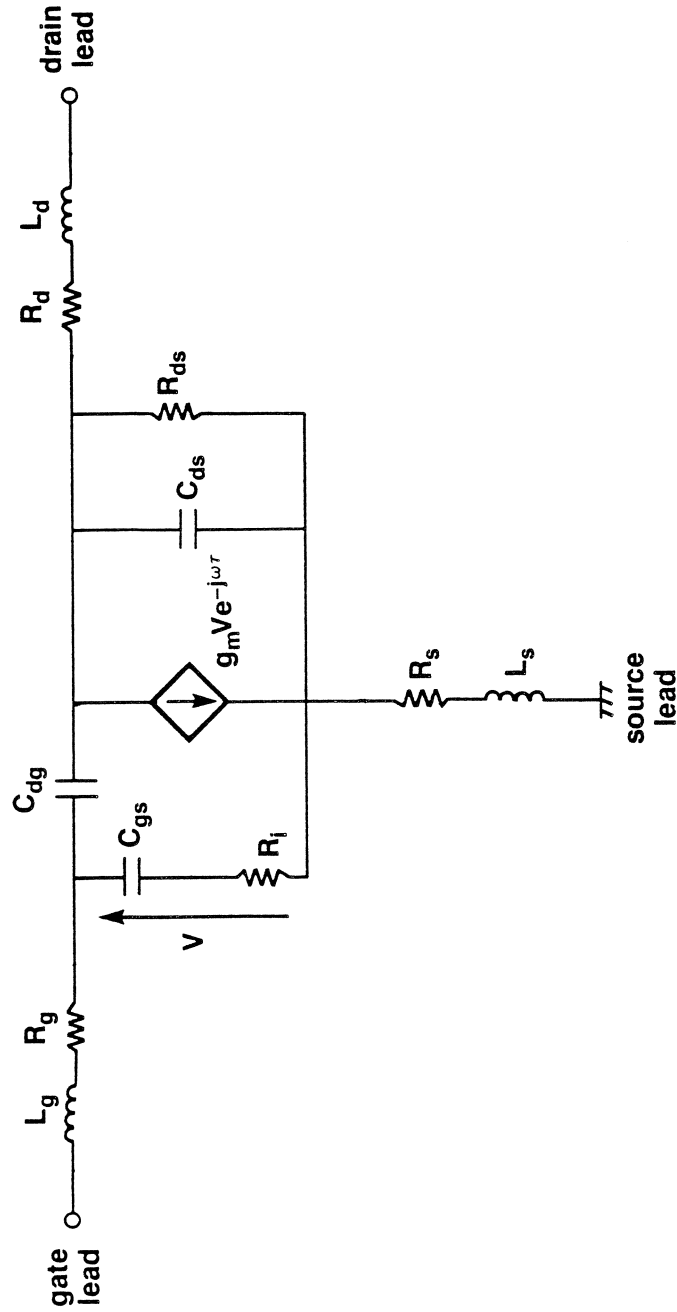 gate
lead
L_g
R_g
V
C_gs
R_i
C_dg
g_mVe^{-jωτ}
C_ds
R_ds
R_d
L_d
drain
lead
R_s
L_s
source
lead